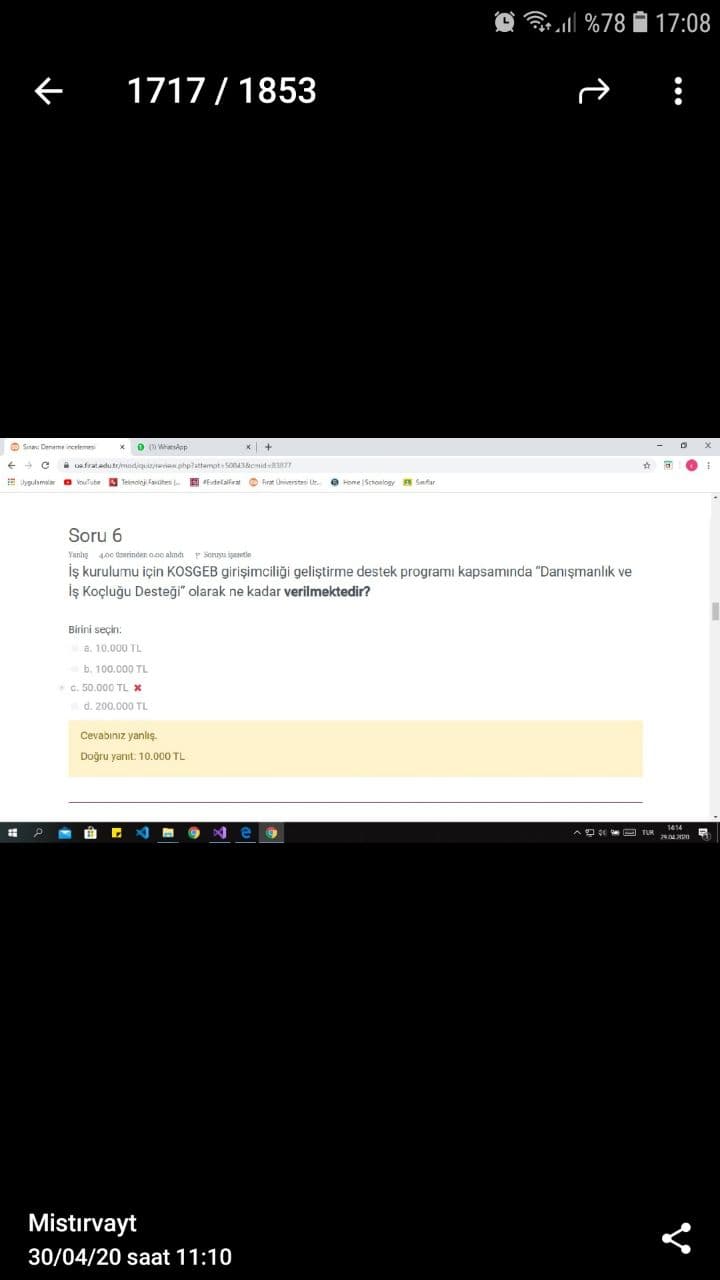 %78 17:08
1717 / 1853
Sınav Deneme incelemesi
(1) WhatsApp
ue.firat.edu.tr/mod/quiz/review.php?attempt=50843&cmid=83877
Uygulamalar YouTube Teknoloji Fakültesi (... #EvdeKalFırat Fırat Üniversitesi Uz... Home | Schoology Sınıflar
Soru 6
Yanlış 4,00 üzerinden 0,00 alındı Soruyu işaretle
İş kurulumu için KOSGEB girişimciliği geliştirme destek programı kapsamında “Danışmanlık ve
İş Koçluğu Desteği” olarak ne kadar verilmektedir?
Birini seçin:
a. 10.000 TL
b. 100.000 TL
c. 50.000 TL
d. 200.000 TL
Cevabınız yanlış.
Doğru yanıt: 10.000 TL
TUR
14:14
29.04.2020
Mistırvayt
30/04/20 saat 11:10